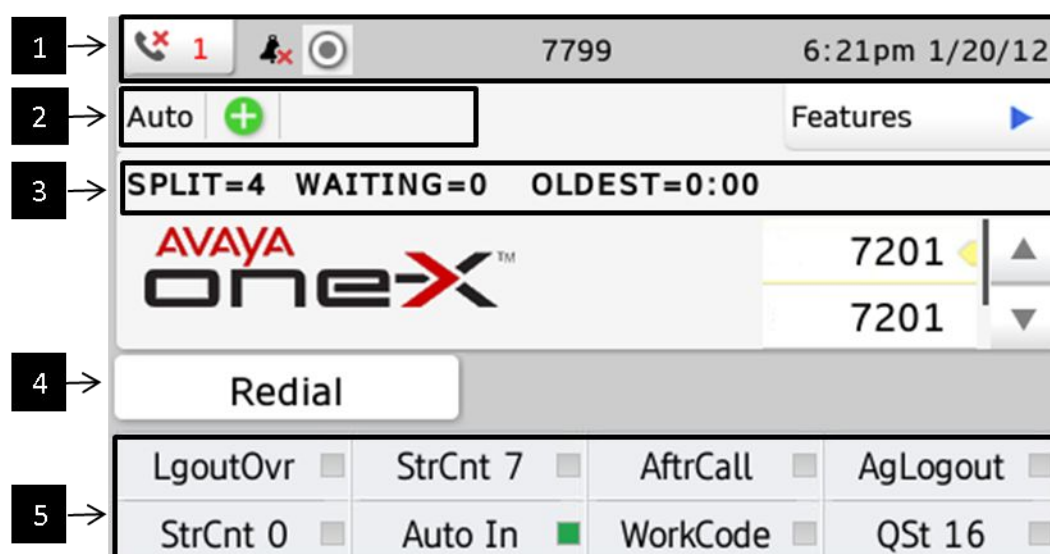 1
1
7799
6:21pm 1/20/12
2
Auto
Features
3
SPLIT=4 WAITING=0 OLDEST=0:00
AVAYA
one-X™
7201
7201
4
Redial
5
LgoutOvr StrCnt 7 AftrCall AgLogout
StrCnt 0 Auto In WorkCode QSt 16